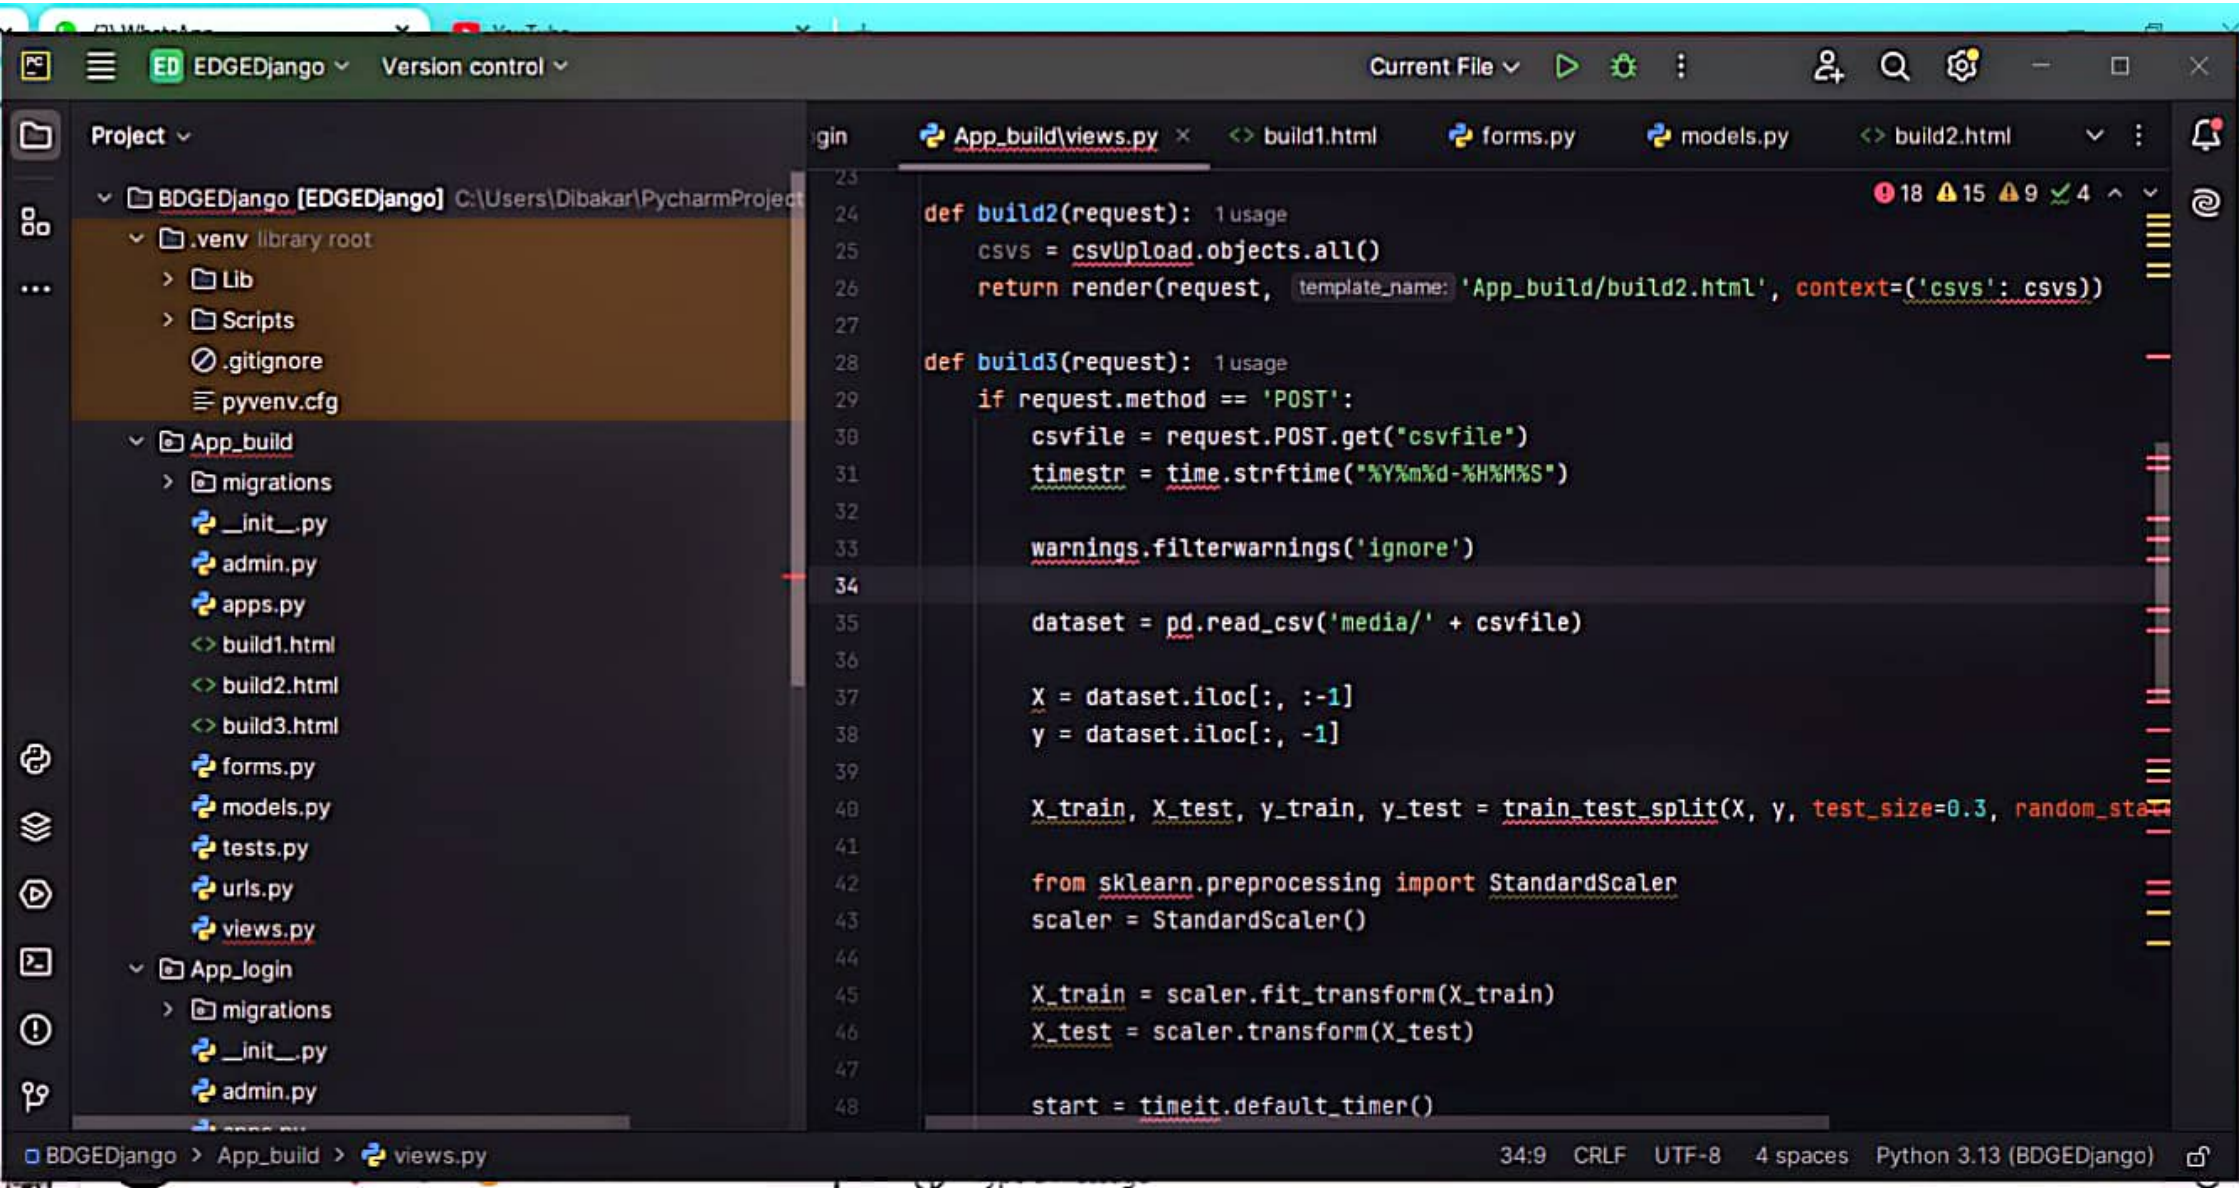 PC ED EDGEDjango Version control Current File
Project
gin App_build\views.py build1.html forms.py models.py build2.html
BDGEDjango [EDGEDjango] C:\Users\Dibakar\PycharmProject
.venv library root
Lib
Scripts
.gitignore
pyvenv.cfg
App_build
migrations
__init__.py
admin.py
apps.py
build1.html
build2.html
build3.html
forms.py
models.py
tests.py
urls.py
views.py
App_login
migrations
__init__.py
admin.py
18 15 9 4
23
24 def build2(request): 1 usage
25 csvs = csvUpload.objects.all()
26 return render(request, template_name: 'App_build/build2.html', context=('csvs': csvs))
27
28 def build3(request): 1 usage
29 if request.method == 'POST':
30 csvfile = request.POST.get("csvfile")
31 timestr = time.strftime("%Y%m%d-%H%M%S")
32
33 warnings.filterwarnings('ignore')
34
35 dataset = pd.read_csv('media/' + csvfile)
36
37 X = dataset.iloc[:, :-1]
38 y = dataset.iloc[:, -1]
39
40 X_train, X_test, y_train, y_test = train_test_split(X, y, test_size=0.3, random_stat
41
42 from sklearn.preprocessing import StandardScaler
43 scaler = StandardScaler()
44
45 X_train = scaler.fit_transform(X_train)
46 X_test = scaler.transform(X_test)
47
48 start = timeit.default_timer()
BDGEDjango > App_build > views.py 34:9 CRLF UTF-8 4 spaces Python 3.13 (BDGEDjango)